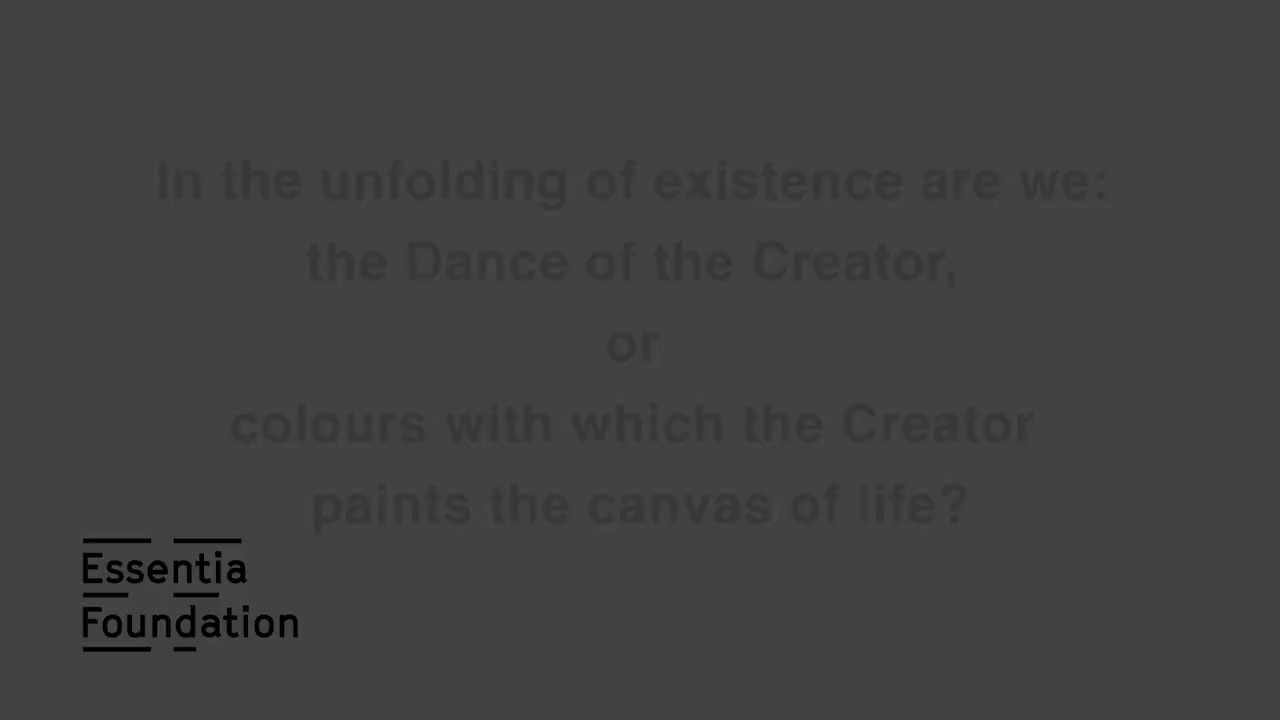 In the unfolding of existence are we:
the Dance of the Creator,
or
colours with which the Creator
paints the canvas of life?
Essentia
Foundation